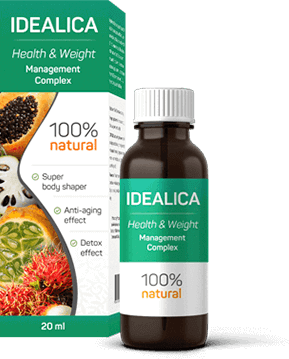 IDEALICA
Health & Weight
Management
Complex
100%
natural
Super
body shaper
Anti-aging
effect
Detox
effect
20 ml
IDEALICA
Health & Weight
Management
Complex
100%
natural